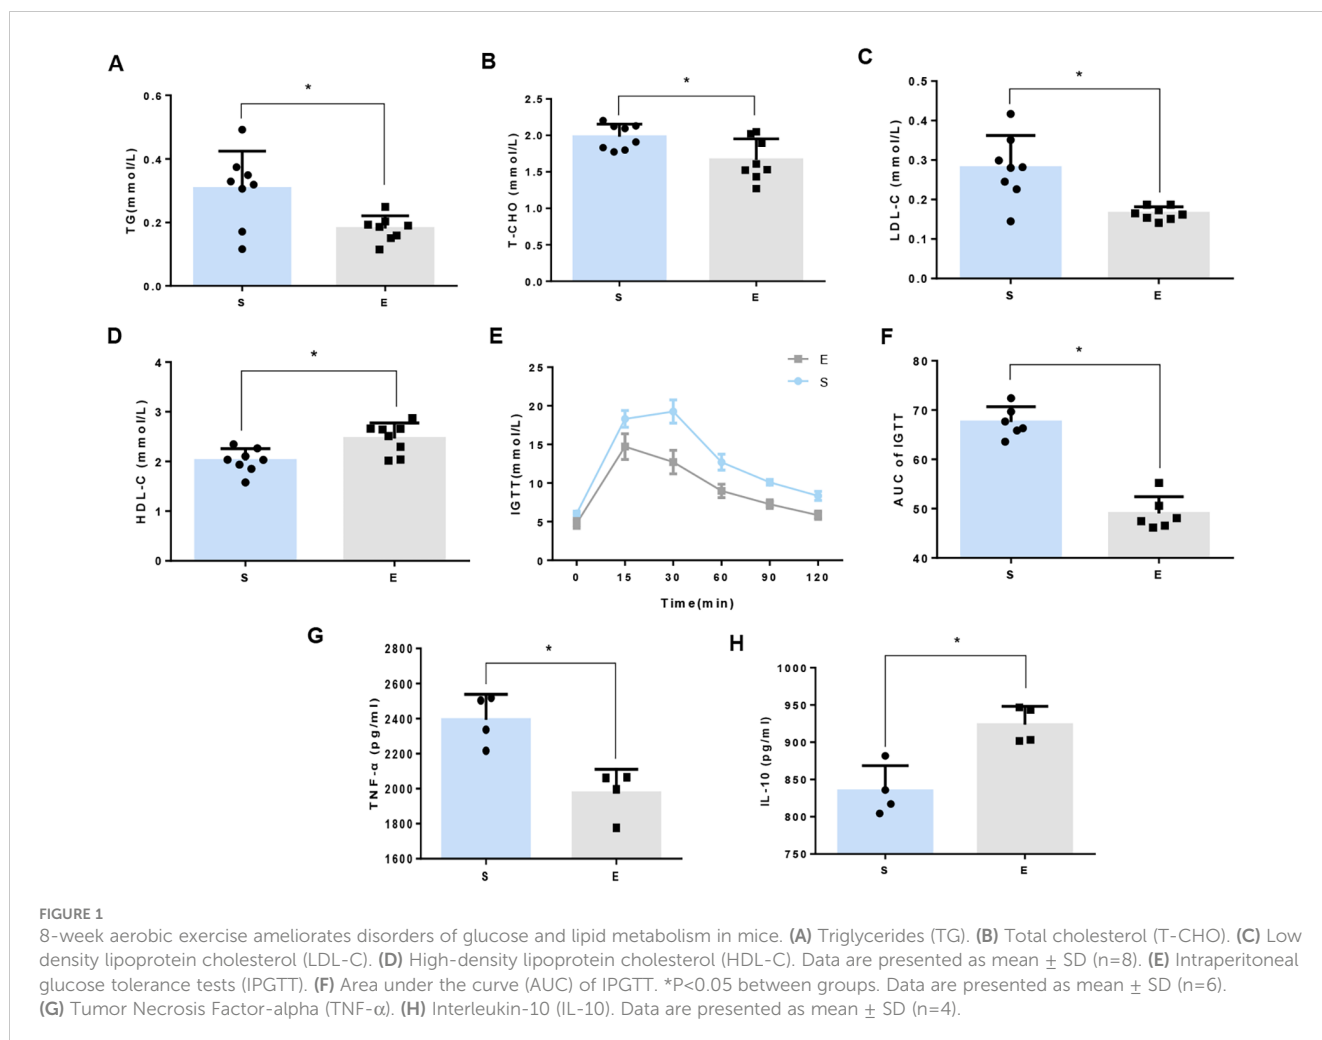 A
TG(mmol/L)
0.6
0.4
0.2
0.0
*
S
E
B
T-CHO (mmol/L)
2.5
2.0
1.5
1.0
0.5
0.0
*
S
E
C
LDL-C (mmol/L)
0.5
0.4
0.3
0.2
0.1
0.0
*
S
E
D
HDL-C (mmol/L)
4
3
2
1
0
*
S
E
E
IGTT(mmol/L)
25
20
15
10
5
0
E
S
0 15 30 60 90 120
Time(min)
F
AUC of IGTT
80
70
60
50
40
*
S
E
G
TNF-α (pg/ml)
2800
2600
2400
2200
2000
1800
1600
*
S
E
H
IL-10 (pg/ml)
1000
950
900
850
800
750
*
S
E
FIGURE 1
8-week aerobic exercise ameliorates disorders of glucose and lipid metabolism in mice. (A) Triglycerides (TG). (B) Total cholesterol (T-CHO). (C) Low
density lipoprotein cholesterol (LDL-C). (D) High-density lipoprotein cholesterol (HDL-C). Data are presented as mean ± SD (n=8). (E) Intraperitoneal
glucose tolerance tests (IPGTT). (F) Area under the curve (AUC) of IPGTT. *P<0.05 between groups. Data are presented as mean ± SD (n=6).
(G) Tumor Necrosis Factor-alpha (TNF-α). (H) Interleukin-10 (IL-10). Data are presented as mean ± SD (n=4).